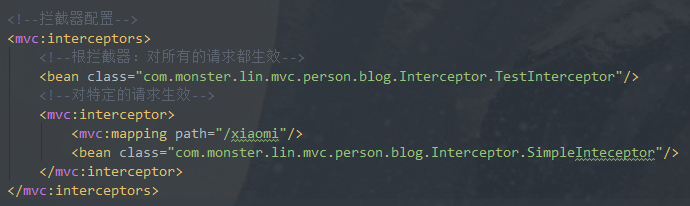 <!--拦截器配置-->
<mvc:interceptors>
<!--根拦截器：对所有的请求都生效-->
<bean class="com.monster.lin.mvc.person.blog.Interceptor.TestInterceptor"/>
<!--对特定的请求生效-->
<mvc:interceptor>
<mvc:mapping path="/xiaomi"/>
<bean class="com.monster.lin.mvc.person.blog.Interceptor.SimpleInteceptor"/>
</mvc:interceptor>
</mvc:interceptors>